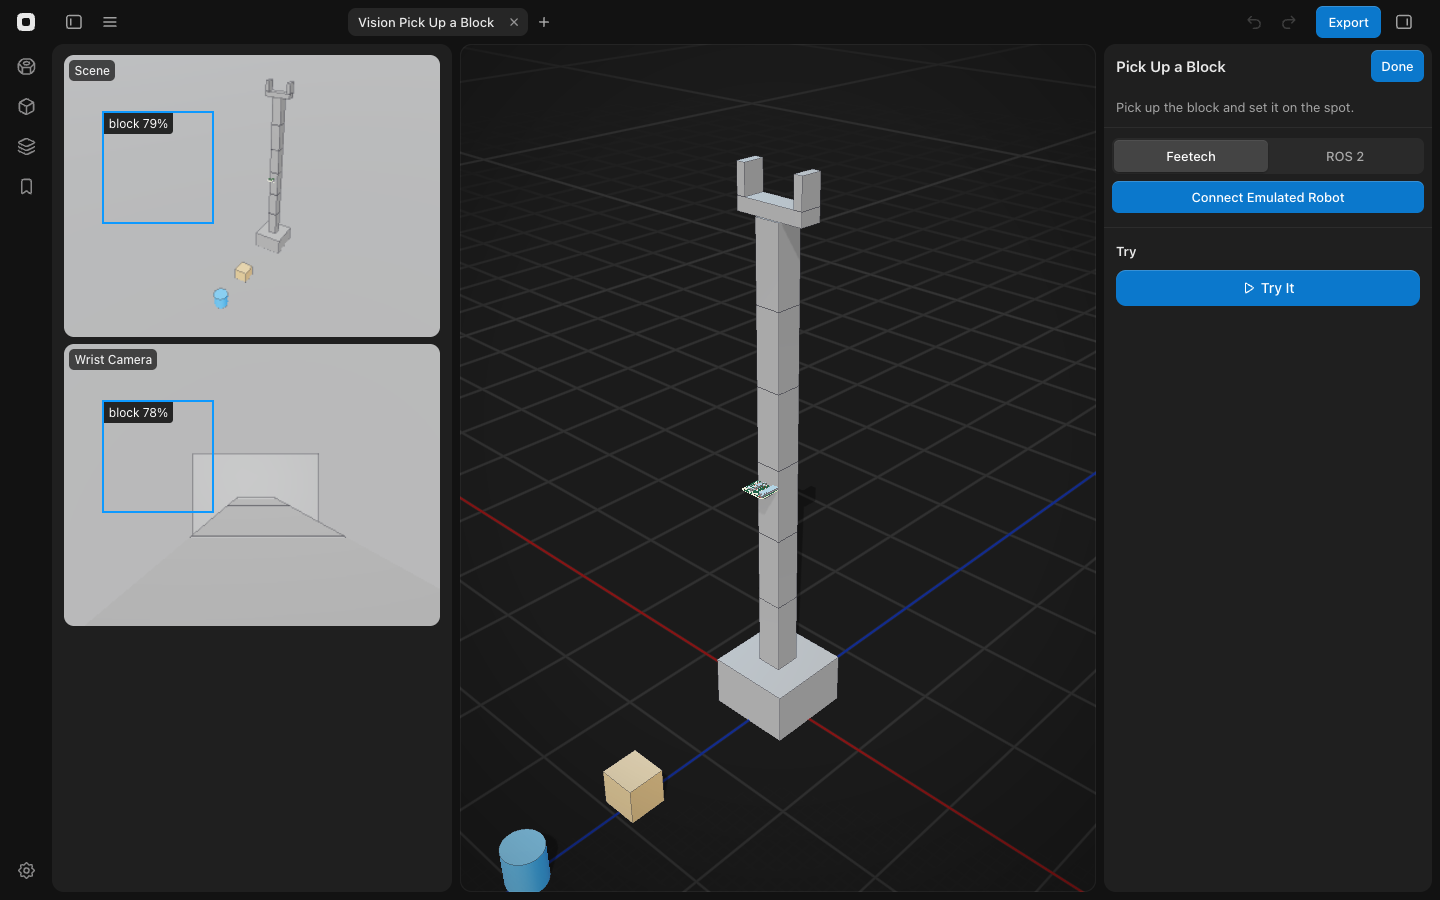 Vision Pick Up a Block
Export
Scene
block 79%
Wrist Camera
block 78%
Pick Up a Block
Done
Pick up the block and set it on the spot.
Feetech
ROS 2
Connect Emulated Robot
Try
Try It